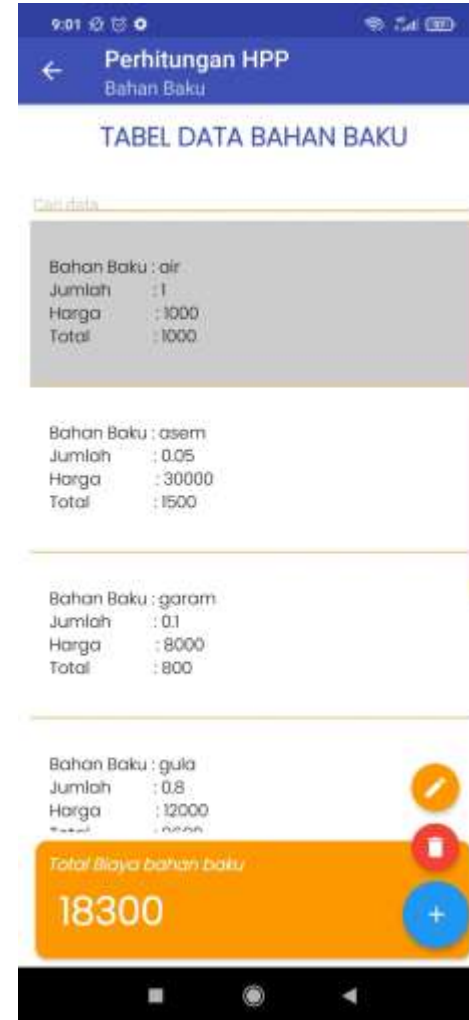 9:01
Perhitungan HPP
Bahan Baku
TABEL DATA BAHAN BAKU
Cari data
Bahan Baku : air
Jumlah : 1
Harga : 1000
Total : 1000
Bahan Baku : asem
Jumlah : 0.05
Harga : 30000
Total : 1500
Bahan Baku : garam
Jumlah : 0.1
Harga : 8000
Total : 800
Bahan Baku : gula
Jumlah : 0.8
Harga : 12000
Total Biaya bahan baku
18300